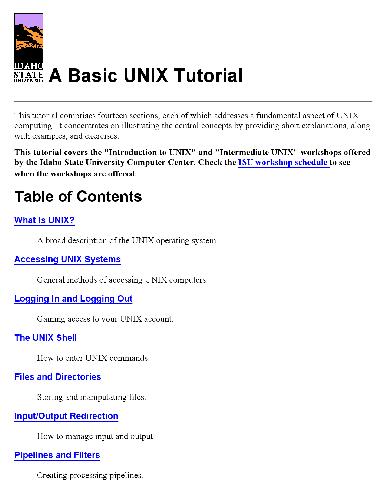 IDAHO
STATE
UNIVERSITY
A Basic UNIX Tutorial
This tutorial comprises fourteen sections, each of which addresses a fundamental aspect of UNIX
computing. It concentrates on illustrating the central concepts by providing short explanations, along
with examples, and exercises.
This tutorial covers the "Introduction to UNIX" and "Intermediate UNIX" workshops offered
by the Idaho State University Computer Center. Check the ISU workshop schedule to see
when the workshops are offered.
Table of Contents
What Is UNIX?
A broad description of the UNIX operating system.
Accessing UNIX Systems
General methods of accessing UNIX computers.
Logging In and Logging Out
Gaining access to your UNIX account.
The UNIX Shell
How to enter UNIX commands.
Files and Directories
Storing and manipulating files.
Input/Output Redirection
How to manage input and output.
Pipelines and Filters
Creating processing pipelines.